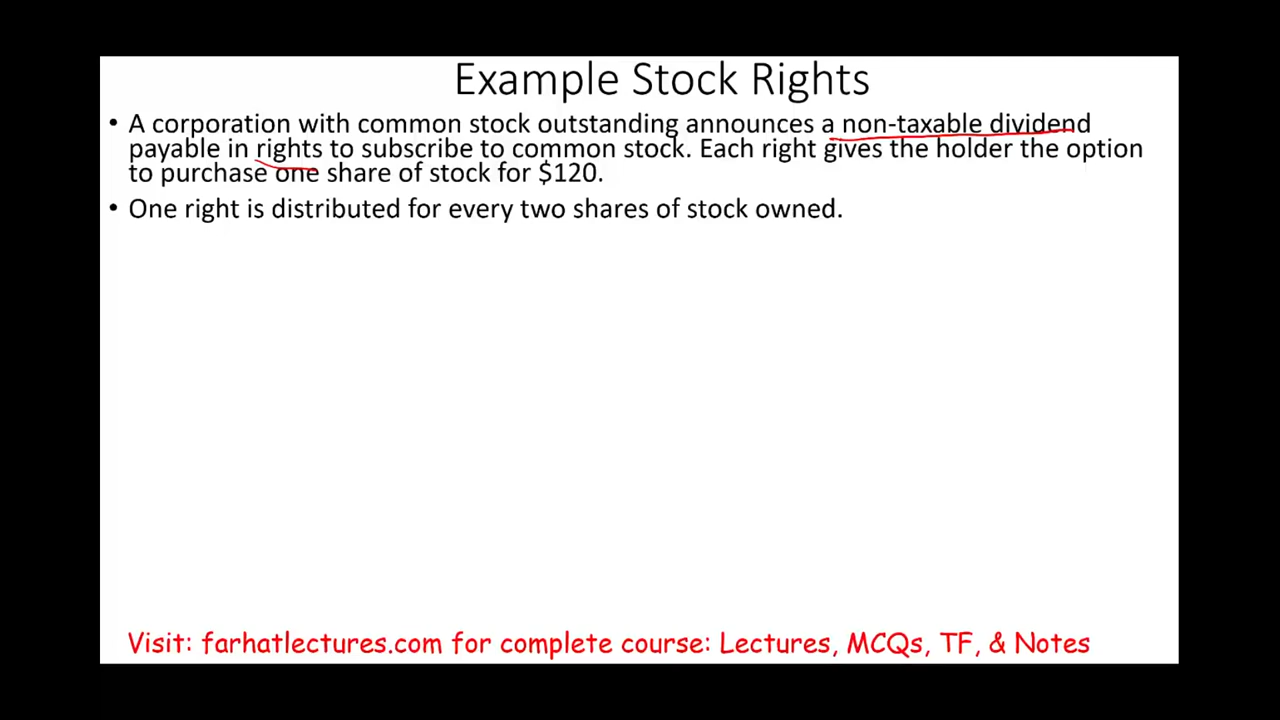 Example Stock Rights
• A corporation with common stock outstanding announces a non-taxable dividend
payable in rights to subscribe to common stock. Each right gives the holder the option
to purchase one share of stock for $120.
• One right is distributed for every two shares of stock owned.
Visit: farhatlectures.com for complete course: Lectures, MCQs, TF, & Notes